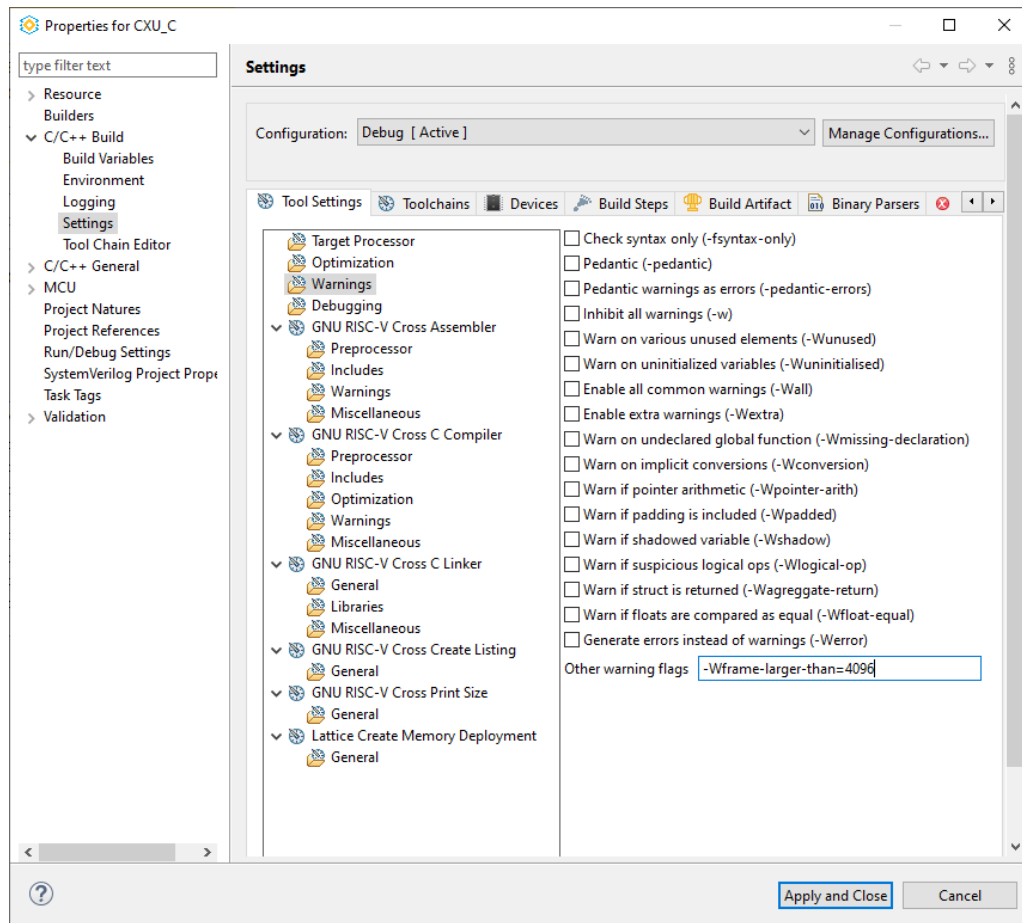 Properties for CXU_C
type filter text
Resource
Builders
C/C++ Build
Build Variables
Environment
Logging
Settings
Tool Chain Editor
C/C++ General
MCU
Project Natures
Project References
Run/Debug Settings
SystemVerilog Project Prope
Task Tags
Validation
Settings
Configuration: Debug [ Active ] Manage Configurations...
Tool Settings Toolchains Devices Build Steps Build Artifact Binary Parsers
Target Processor
Optimization
Warnings
Debugging
GNU RISC-V Cross Assembler
Preprocessor
Includes
Warnings
Miscellaneous
GNU RISC-V Cross C Compiler
Preprocessor
Includes
Optimization
Warnings
Miscellaneous
GNU RISC-V Cross C Linker
General
Libraries
Miscellaneous
GNU RISC-V Cross Create Listing
General
GNU RISC-V Cross Print Size
General
Lattice Create Memory Deployment
General
Check syntax only (-fsyntax-only)
Pedantic (-pedantic)
Pedantic warnings as errors (-pedantic-errors)
Inhibit all warnings (-w)
Warn on various unused elements (-Wunused)
Warn on uninitialized variables (-Wuninitialised)
Enable all common warnings (-Wall)
Enable extra warnings (-Wextra)
Warn on undeclared global function (-Wmissing-declaration)
Warn on implicit conversions (-Wconversion)
Warn if pointer arithmetic (-Wpointer-arith)
Warn if padding is included (-Wpadded)
Warn if shadowed variable (-Wshadow)
Warn if suspicious logical ops (-Wlogical-op)
Warn if struct is returned (-Wagreggate-return)
Warn if floats are compared as equal (-Wfloat-equal)
Generate errors instead of warnings (-Werror)
Other warning flags -Wframe-larger-than=4096
Apply and Close Cancel